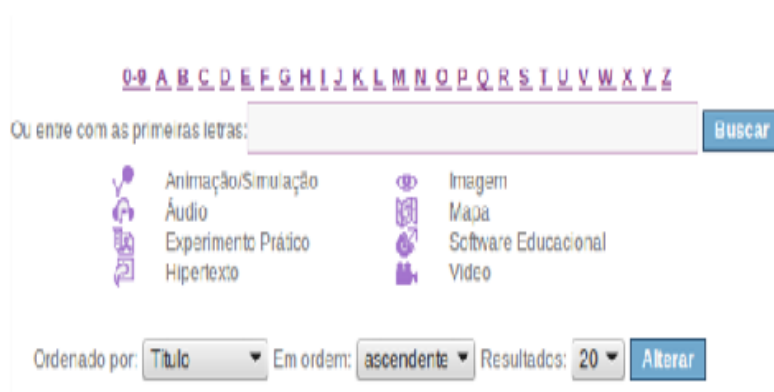 0-9 A B C D E F G H I J K L M N O P Q R S T U V W X Y Z
Ou entre com as primeiras letras: Buscar
Animação/Simulação Imagem
Áudio Mapa
Experimento Prático Software Educacional
Hipertexto Vídeo
Ordenado por: Título Em ordem: ascendente Resultados: 20 Alterar